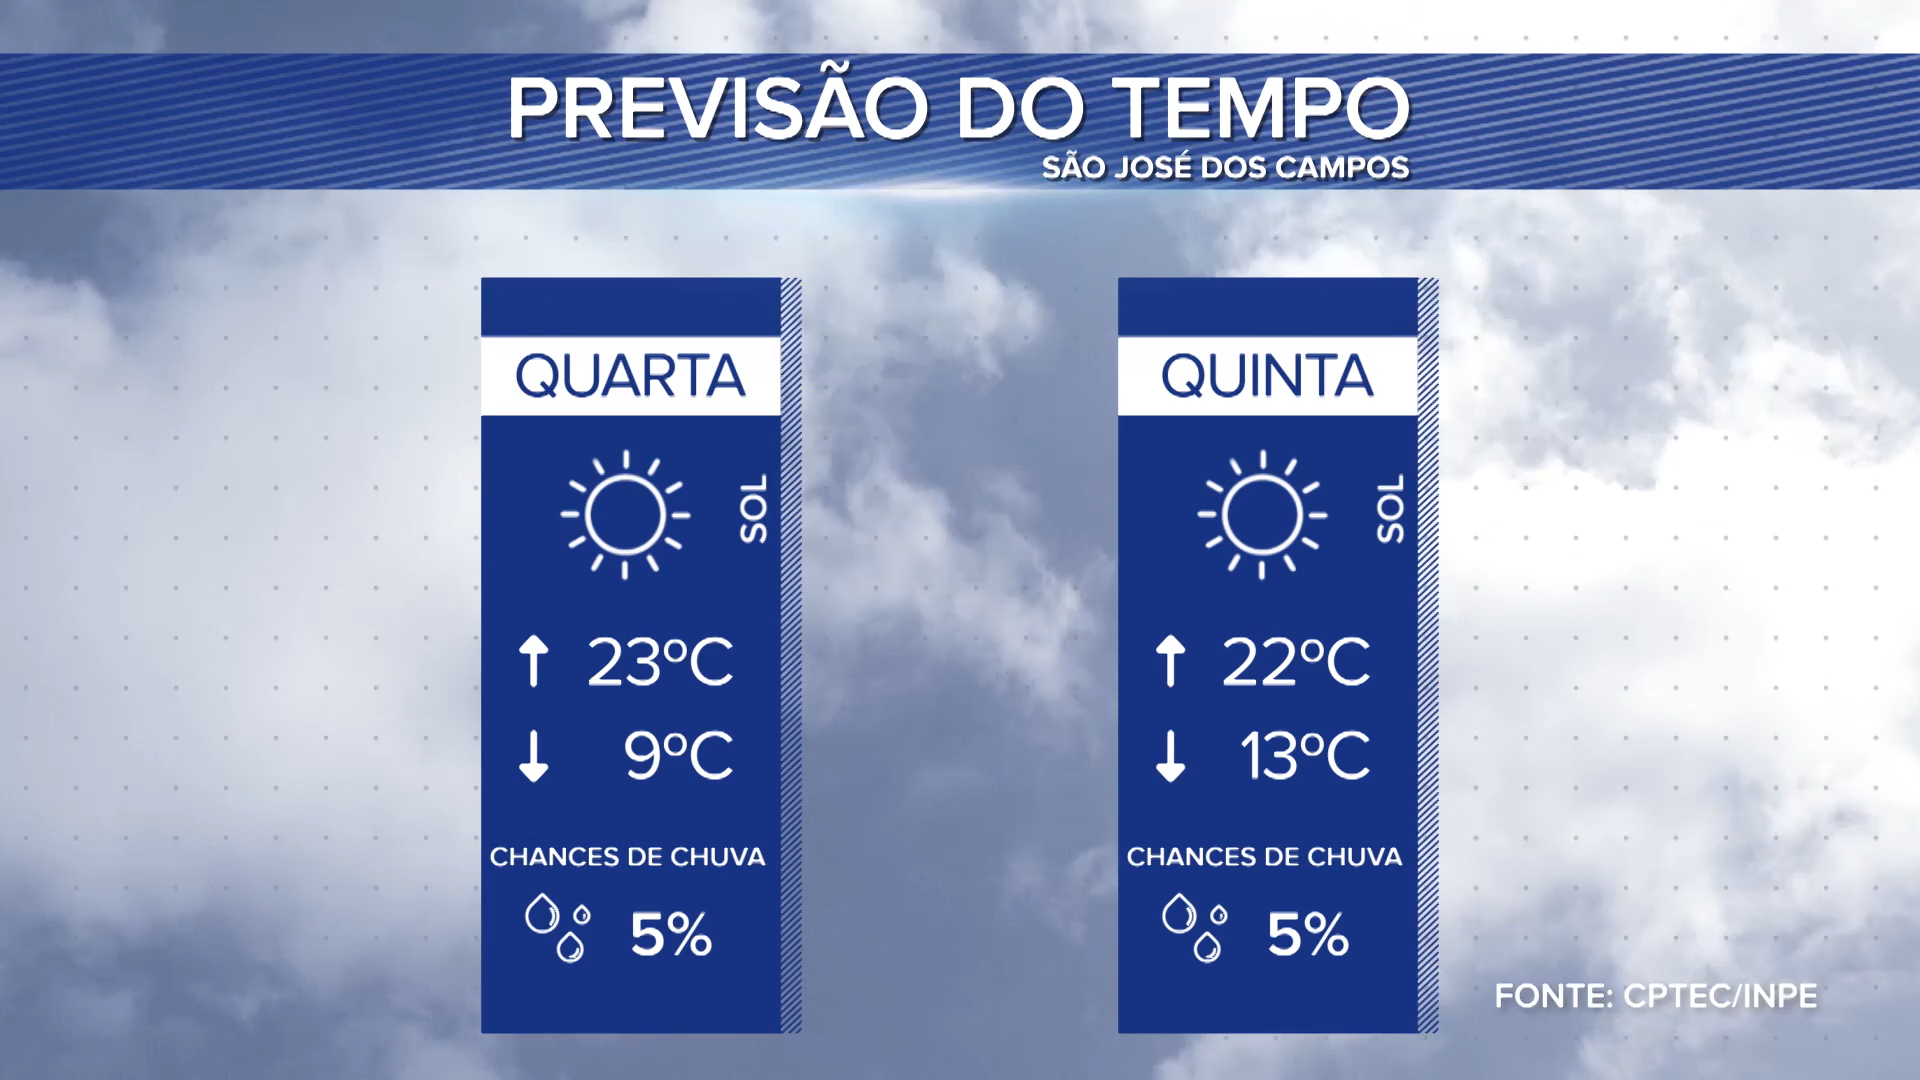 PREVISÃO DO TEMPO
SÃO JOSÉ DOS CAMPOS
QUARTA
SOL
23ºC
9ºC
CHANCES DE CHUVA
5%
QUINTA
SOL
22ºC
13ºC
CHANCES DE CHUVA
5%
FONTE: CPTEC/INPE